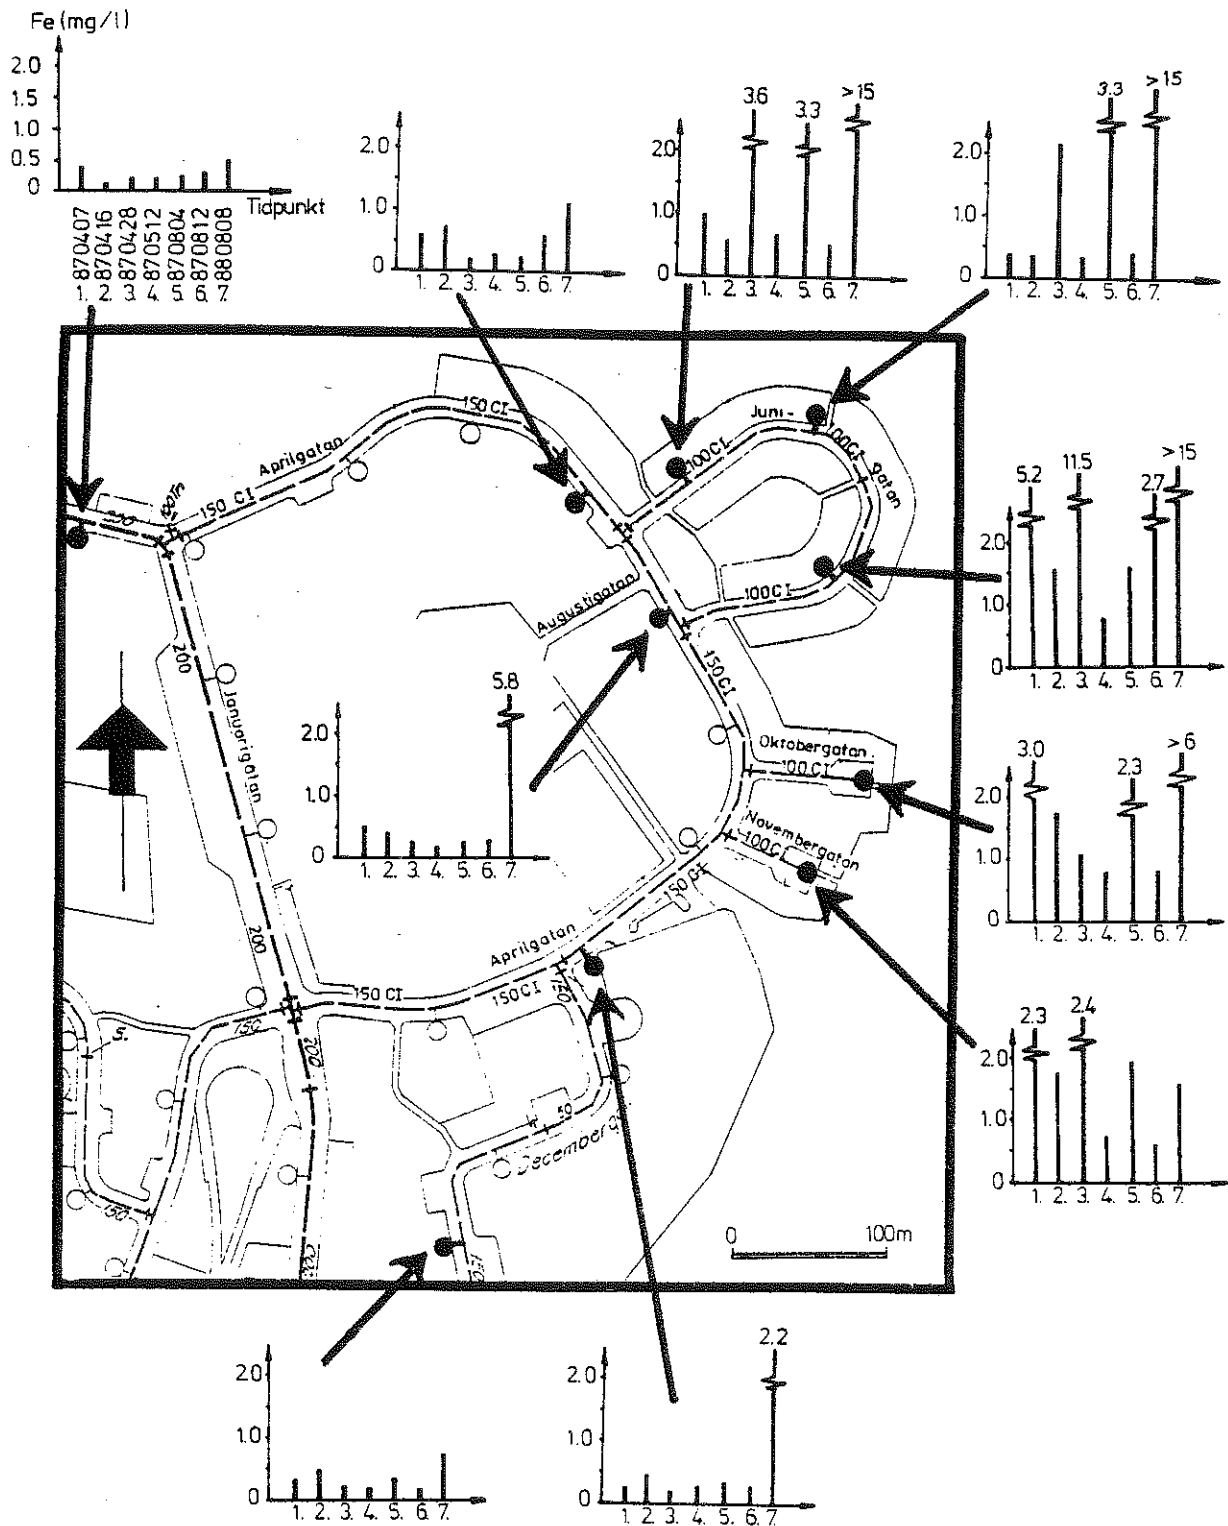 Fe (mg/l)
2.0
1.5
1.0
0.5
0
Tidpunkt
1. 870407
2. 870416
3. 870428
4. 870512
5. 870804
6. 870812
7. 880808
2.0
1.0
0
1. 2. 3. 4. 5. 6. 7.
3.6 3.3 >15
2.0
1.0
0
1. 2. 3. 4. 5. 6. 7.
3.3 >15
2.0
1.0
0
1. 2. 3. 4. 5. 6. 7.
5.2 11.5 2.7 >15
2.0
1.0
0
1. 2. 3. 4. 5. 6. 7.
3.0 2.3 >6
2.0
1.0
0
1. 2. 3. 4. 5. 6. 7.
2.3 2.4
2.0
1.0
0
1. 2. 3. 4. 5. 6. 7.
5.8
2.0
1.0
0
1. 2. 3. 4. 5. 6. 7.
150 CI
Aprilgatan
150 CI
200
Juni-
gatan
100 CI
100 CI
100 CI
Augustigatan
150 CI
200
Januarigatan
200
Oktobergatan
100 CI
Novembergatan
100 CI
150 CI
Aprilgatan
150 CI
150 CI
150
200
S.
150
50
Decemberg.
200
0 100m
2.0
1.0
0
1. 2. 3. 4. 5. 6. 7.
2.2
2.0
1.0
0
1. 2. 3. 4. 5. 6. 7.